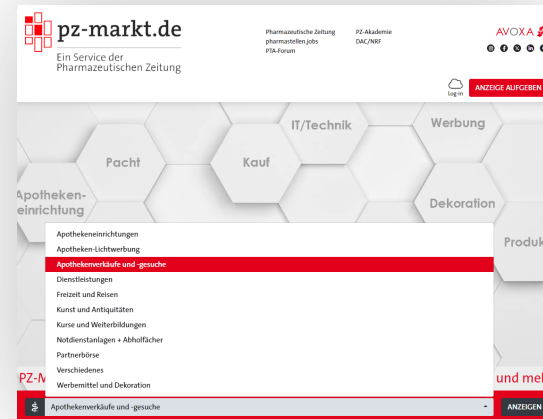 pz-markt.de
Ein Service der
Pharmazeutischen Zeitung
Pharmazeutische Zeitung
pharmastellen.jobs
PTA-Forum
PZ-Akademie
DAC/NRF
AVOXA
Log-in
ANZEIGE AUFGEBEN
IT/Technik
Werbung
Pacht
Kauf
Apotheken-
einrichtung
Dekoration
Produk
Apothekeneinrichtungen
Apotheken-Lichtwerbung
Apothekenverkäufe und -gesuche
Dienstleistungen
Freizeit und Reisen
Kunst und Antiquitäten
Kurse und Weiterbildungen
Notdienstanlagen + Abholfächer
Partnerbörse
Verschiedenes
Werbemittel und Dekoration
PZ-M
und mel
Apothekenverkäufe und -gesuche
ANZEIGEN